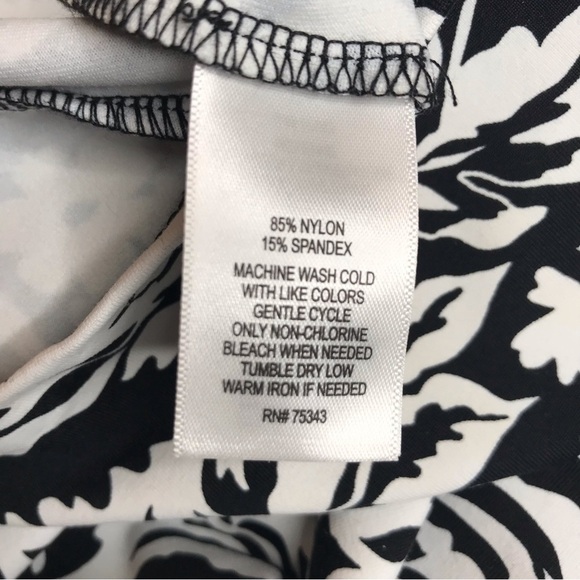 85% NYLON
15% SPANDEX
MACHINE WASH COLD
WITH LIKE COLORS
GENTLE CYCLE
ONLY NON-CHLORINE
BLEACH WHEN NEEDED
TUMBLE DRY LOW
WARM IRON IF NEEDED
RN# 75343